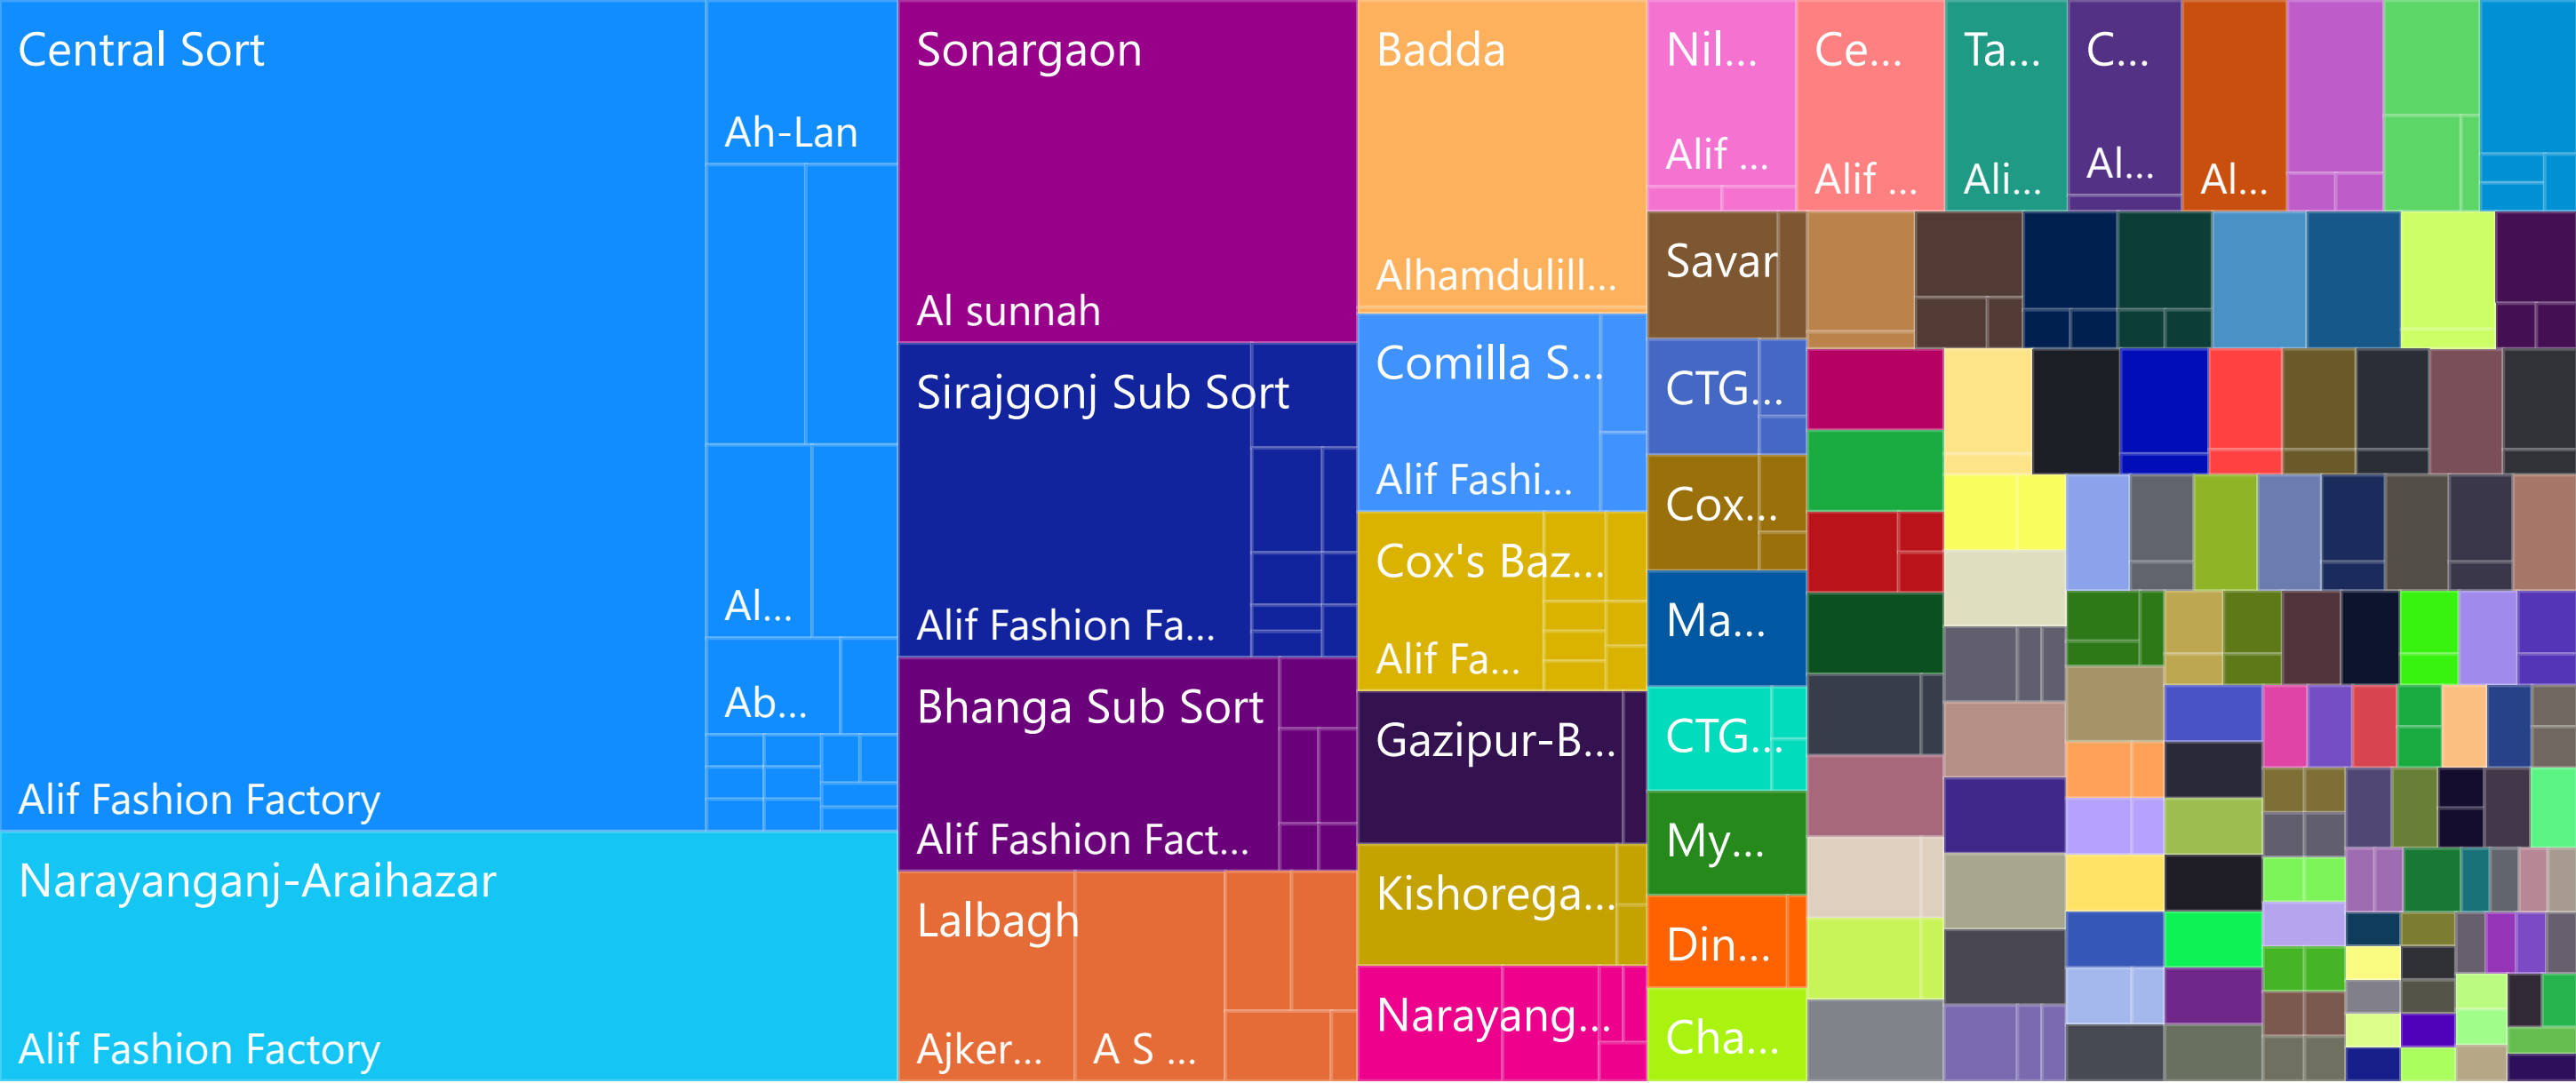 Central Sort
Ah-Lan
Al...
Ab...
Alif Fashion Factory
Narayanganj-Araihazar
Alif Fashion Factory
Sonargaon
Al sunnah
Sirajgonj Sub Sort
Alif Fashion Fa...
Bhanga Sub Sort
Alif Fashion Fact...
Lalbagh
Ajker...
A S ...
Badda
Alhamdulill...
Comilla S...
Alif Fashi...
Cox's Baz...
Alif Fa...
Gazipur-B...
Kishorega...
Narayang...
Nil...
Alif ...
Ce...
Alif ...
Ta...
Ali...
C...
Al...
Al...
Savar
CTG...
Cox...
Ma...
CTG...
My...
Din...
Cha...